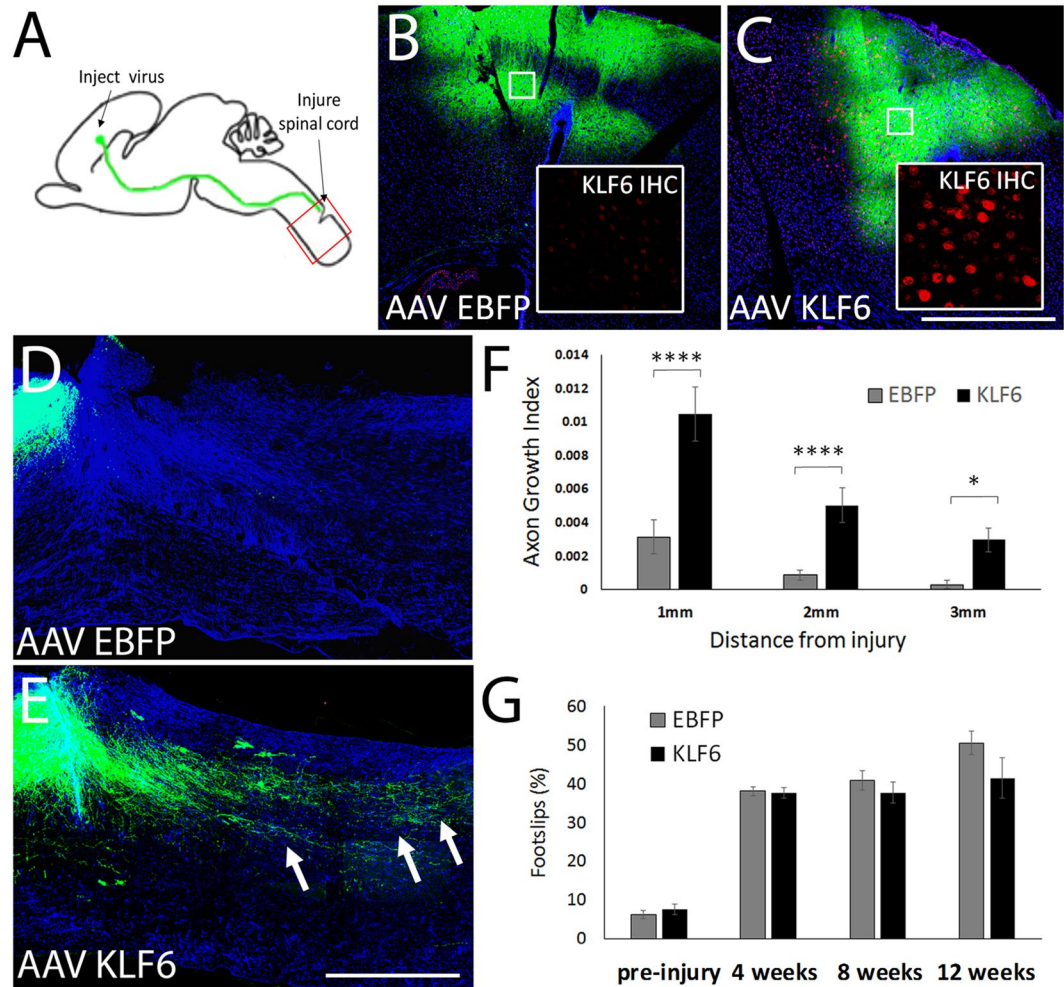 A
Inject virus
Injure
spinal cord
B
KLF6 IHC
AAV EBFP
C
KLF6 IHC
AAV KLF6
D
AAV EBFP
E
AAV KLF6
F
0.014
0.012
0.01
0.008
0.006
0.004
0.002
0
Axon Growth Index
****
****
*
EBFP
KLF6
1mm
2mm
3mm
Distance from injury
G
60
50
40
30
20
10
0
Footslips (%)
EBFP
KLF6
pre-injury
4 weeks
8 weeks
12 weeks